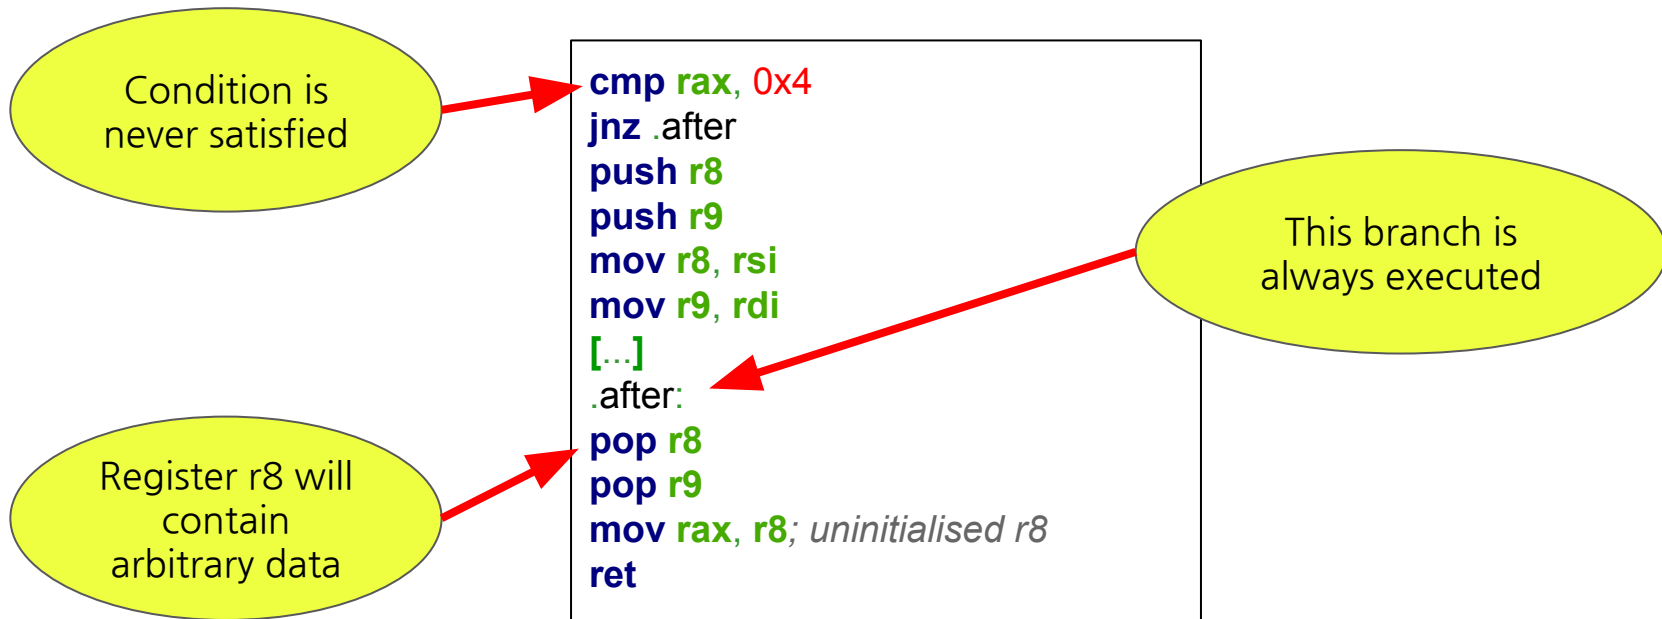 Condition is
never satisfied
cmp rax, 0x4
jnz .after
push r8
push r9
mov r8, rsi
mov r9, rdi
[...]
.after:
pop r8
pop r9
mov rax, r8; uninitialised r8
ret
This branch is
always executed
Register r8 will
contain
arbitrary data